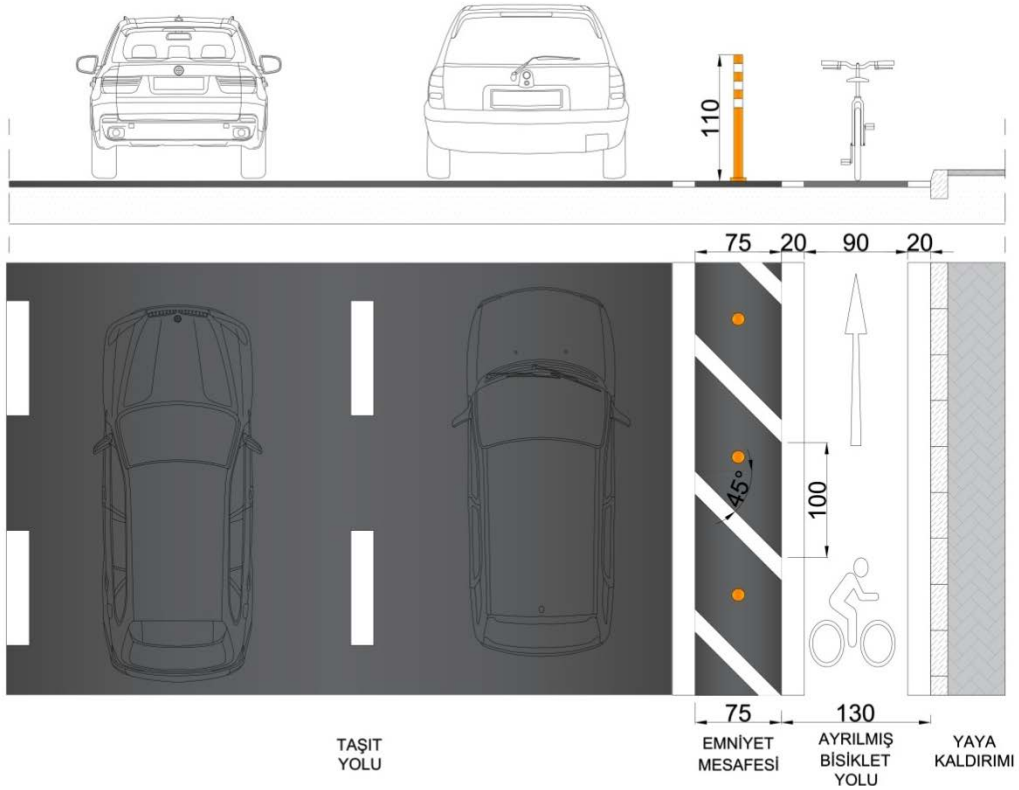 110
75 20 90 20
45°
100
75 130
TAŞIT
YOLU
EMNİYET
MESAFESİ
AYRILMIŞ
BİSİKLET
YOLU
YAYA
KALDIRIMI